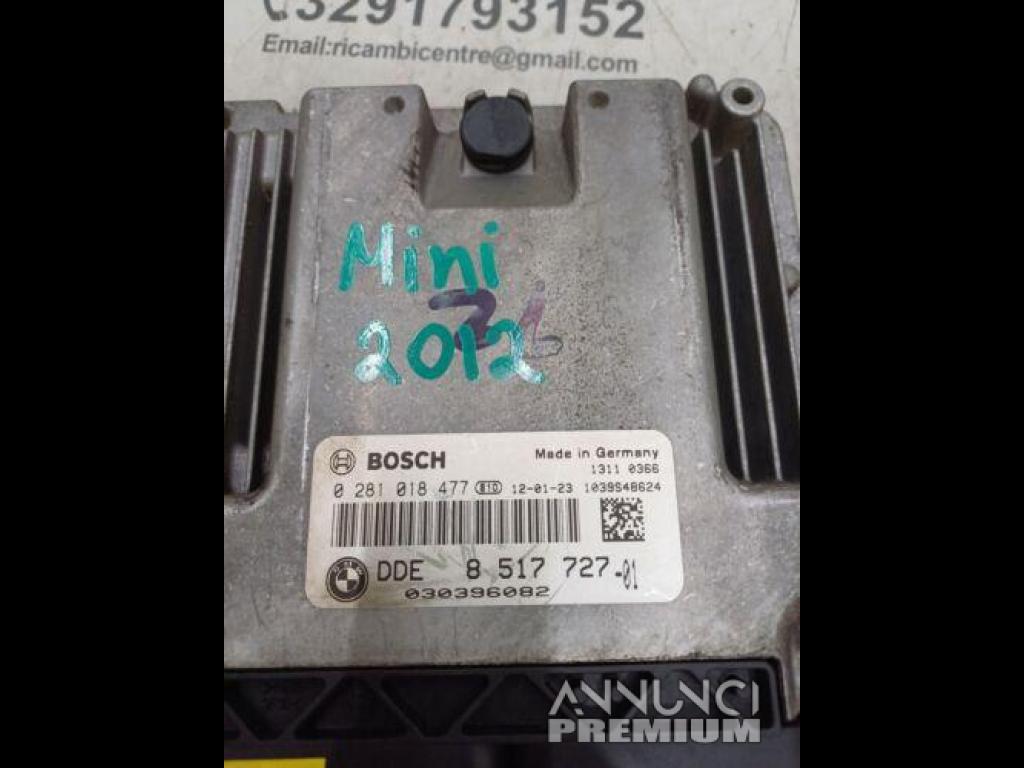 3291793152
Email:ricambicentre@gmail.com
Mini
2012
BOSCH Made in Germany
1311 0366
0 281 018 477 810 12-01-23 1039S48624
DDE 8 517 727-01
030396082
ANNUNCI
PREMIUM